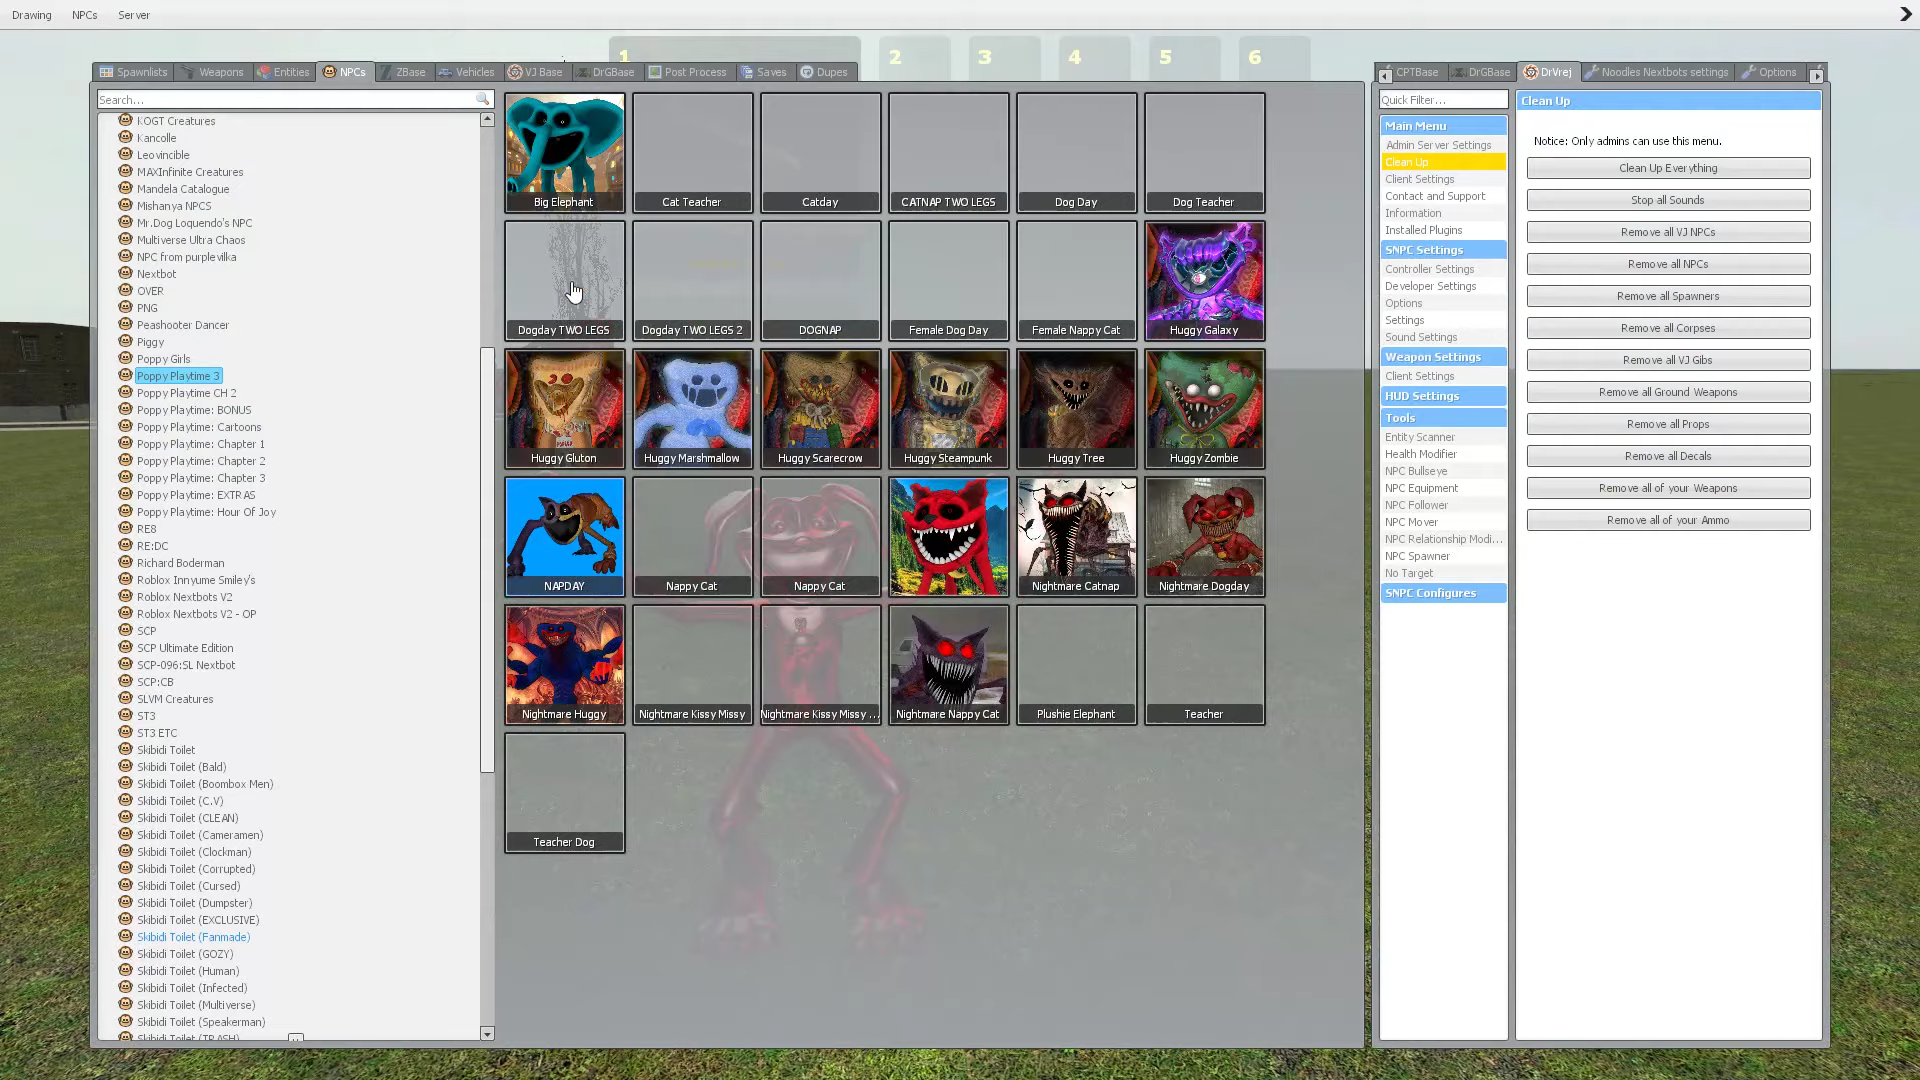 Drawing NPCs Server
1 2 3 4 5 6
Spawnlists Weapons Entities NPCs ZBase Vehicles VJ Base DrGBase Post Process Saves Dupes
CPTBase DrGBase DrVrej Noodles Nextbots settings Options
Search...
KOGT Creatures
Kancolle
Leovincible
MAXInfinite Creatures
Mandela Catalogue
Mishanya NPCS
Mr.Dog Loquendo's NPC
Multiverse Ultra Chaos
NPC from purplevilka
Nextbot
OVER
PNG
Peashooter Dancer
Piggy
Poppy Girls
Poppy Playtime 3
Poppy Playtime CH 2
Poppy Playtime: BONUS
Poppy Playtime: Cartoons
Poppy Playtime: Chapter 1
Poppy Playtime: Chapter 2
Poppy Playtime: Chapter 3
Poppy Playtime: EXTRAS
Poppy Playtime: Hour Of Joy
RE8
RE:DC
Richard Boderman
Roblox Innyume Smiley's
Roblox Nextbots V2
Roblox Nextbots V2 - OP
SCP
SCP Ultimate Edition
SCP-096:SL Nextbot
SCP:CB
SLVM Creatures
ST3
ST3 ETC
Skibidi Toilet
Skibidi Toilet (Bald)
Skibidi Toilet (Boombox Men)
Skibidi Toilet (C.V)
Skibidi Toilet (CLEAN)
Skibidi Toilet (Cameramen)
Skibidi Toilet (Clockman)
Skibidi Toilet (Corrupted)
Skibidi Toilet (Cursed)
Skibidi Toilet (Dumpster)
Skibidi Toilet (EXCLUSIVE)
Skibidi Toilet (Fanmade)
Skibidi Toilet (GOZY)
Skibidi Toilet (Human)
Skibidi Toilet (Infected)
Skibidi Toilet (Multiverse)
Skibidi Toilet (Speakerman)
Skibidi Toilet (TRASH)
Big Elephant Cat Teacher Catday CATNAP TWO LEGS Dog Day Dog Teacher
Dogday TWO LEGS Dogday TWO LEGS 2 DOGNAP Female Dog Day Female Nappy Cat Huggy Galaxy
Huggy Gluton Huggy Marshmallow Huggy Scarecrow Huggy Steampunk Huggy Tree Huggy Zombie
NAPDAY Nappy Cat Nappy Cat Nightmare Catnap Nightmare Dogday
Nightmare Huggy Nightmare Kissy Missy Nightmare Kissy Missy ... Nightmare Nappy Cat Plushie Elephant Teacher
Teacher Dog
Quick Filter...
Main Menu
Admin Server Settings
Clean Up
Client Settings
Contact and Support
Information
Installed Plugins
SNPC Settings
Controller Settings
Developer Settings
Options
Settings
Sound Settings
Weapon Settings
Client Settings
HUD Settings
Tools
Entity Scanner
Health Modifier
NPC Bullseye
NPC Equipment
NPC Follower
NPC Mover
NPC Relationship Modi...
NPC Spawner
No Target
SNPC Configures
Clean Up
Notice: Only admins can use this menu.
Clean Up Everything
Stop all Sounds
Remove all VJ NPCs
Remove all NPCs
Remove all Spawners
Remove all Corpses
Remove all VJ Gibs
Remove all Ground Weapons
Remove all Props
Remove all Decals
Remove all of your Weapons
Remove all of your Ammo